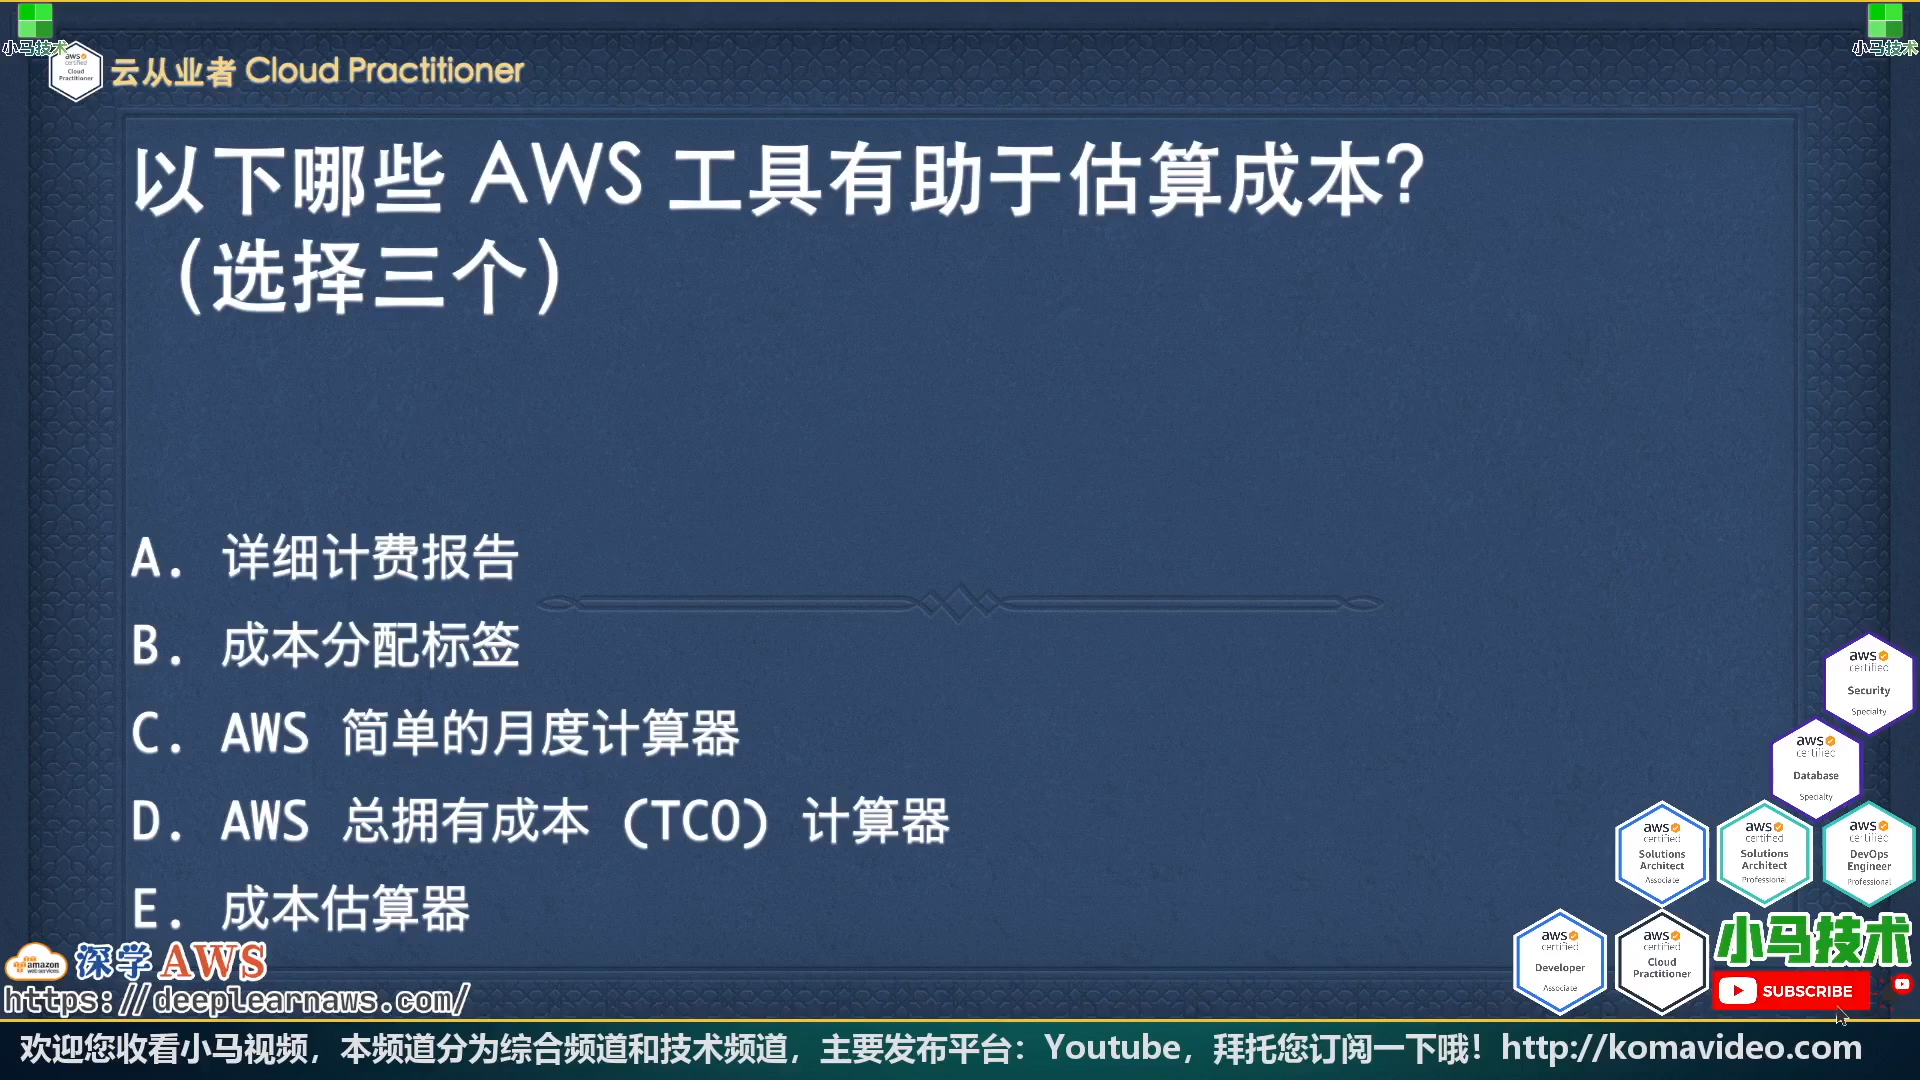 小马技术
小马技术
aws certified Cloud Practitioner
云从业者 Cloud Practitioner
以下哪些 AWS 工具有助于估算成本?
（选择三个）
A. 详细计费报告
B. 成本分配标签
C. AWS 简单的月度计算器
D. AWS 总拥有成本 (TCO) 计算器
E. 成本估算器
aws certified Security Specialty
aws certified Database Specialty
aws certified Solutions Architect Associate
aws certified Solutions Architect Professional
aws certified DevOps Engineer Professional
aws certified Developer Associate
aws certified Cloud Practitioner
小马技术
SUBSCRIBE
amazon web services
深学 AWS
https://deeplearnaws.com/
欢迎您收看小马视频，本频道分为综合频道和技术频道，主要发布平台：Youtube，拜托您订阅一下哦！http://komavideo.com